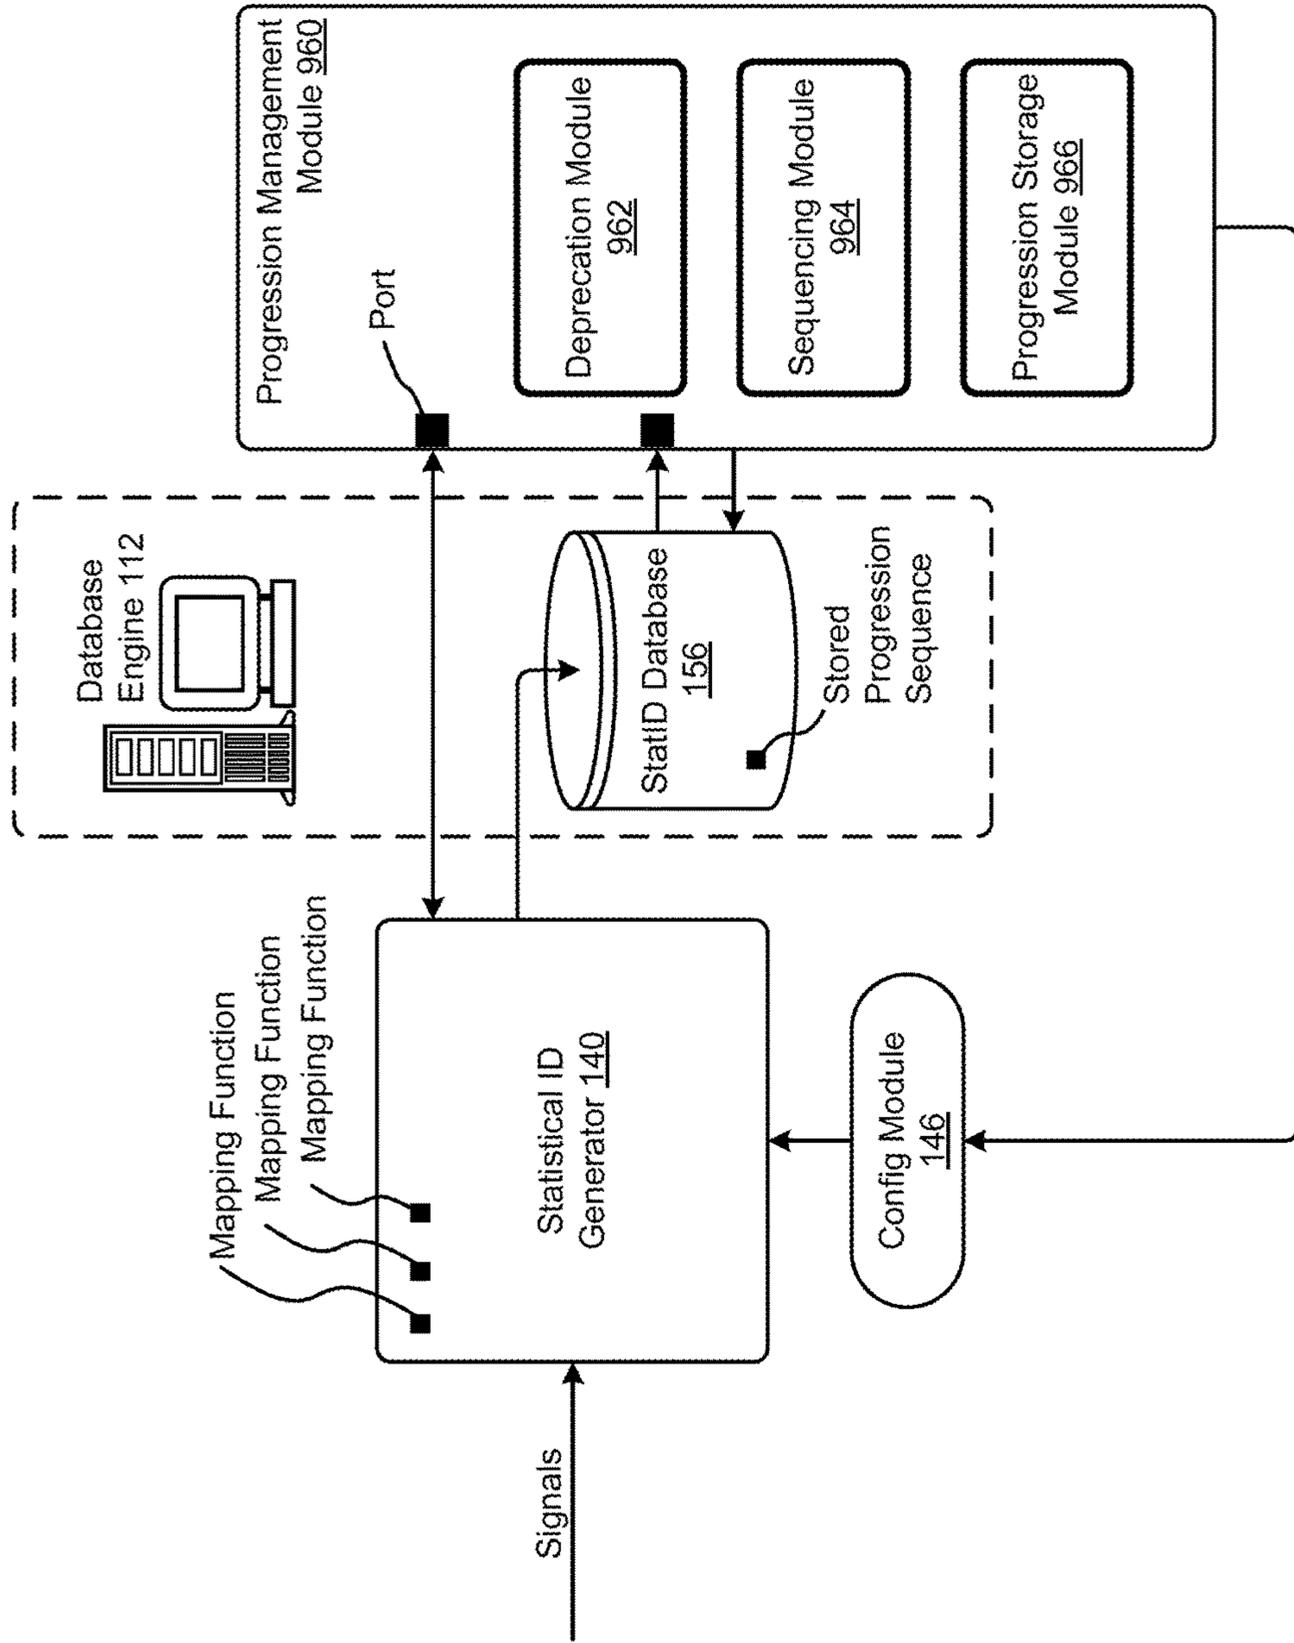 Signals
Mapping Function
Mapping Function
Mapping Function
Statistical ID
Generator 140
Config Module
146
Database
Engine 112
StatID Database
156
Stored
Progression
Sequence
Port
Progression Management
Module 960
Deprecation Module
962
Sequencing Module
964
Progression Storage
Module 966